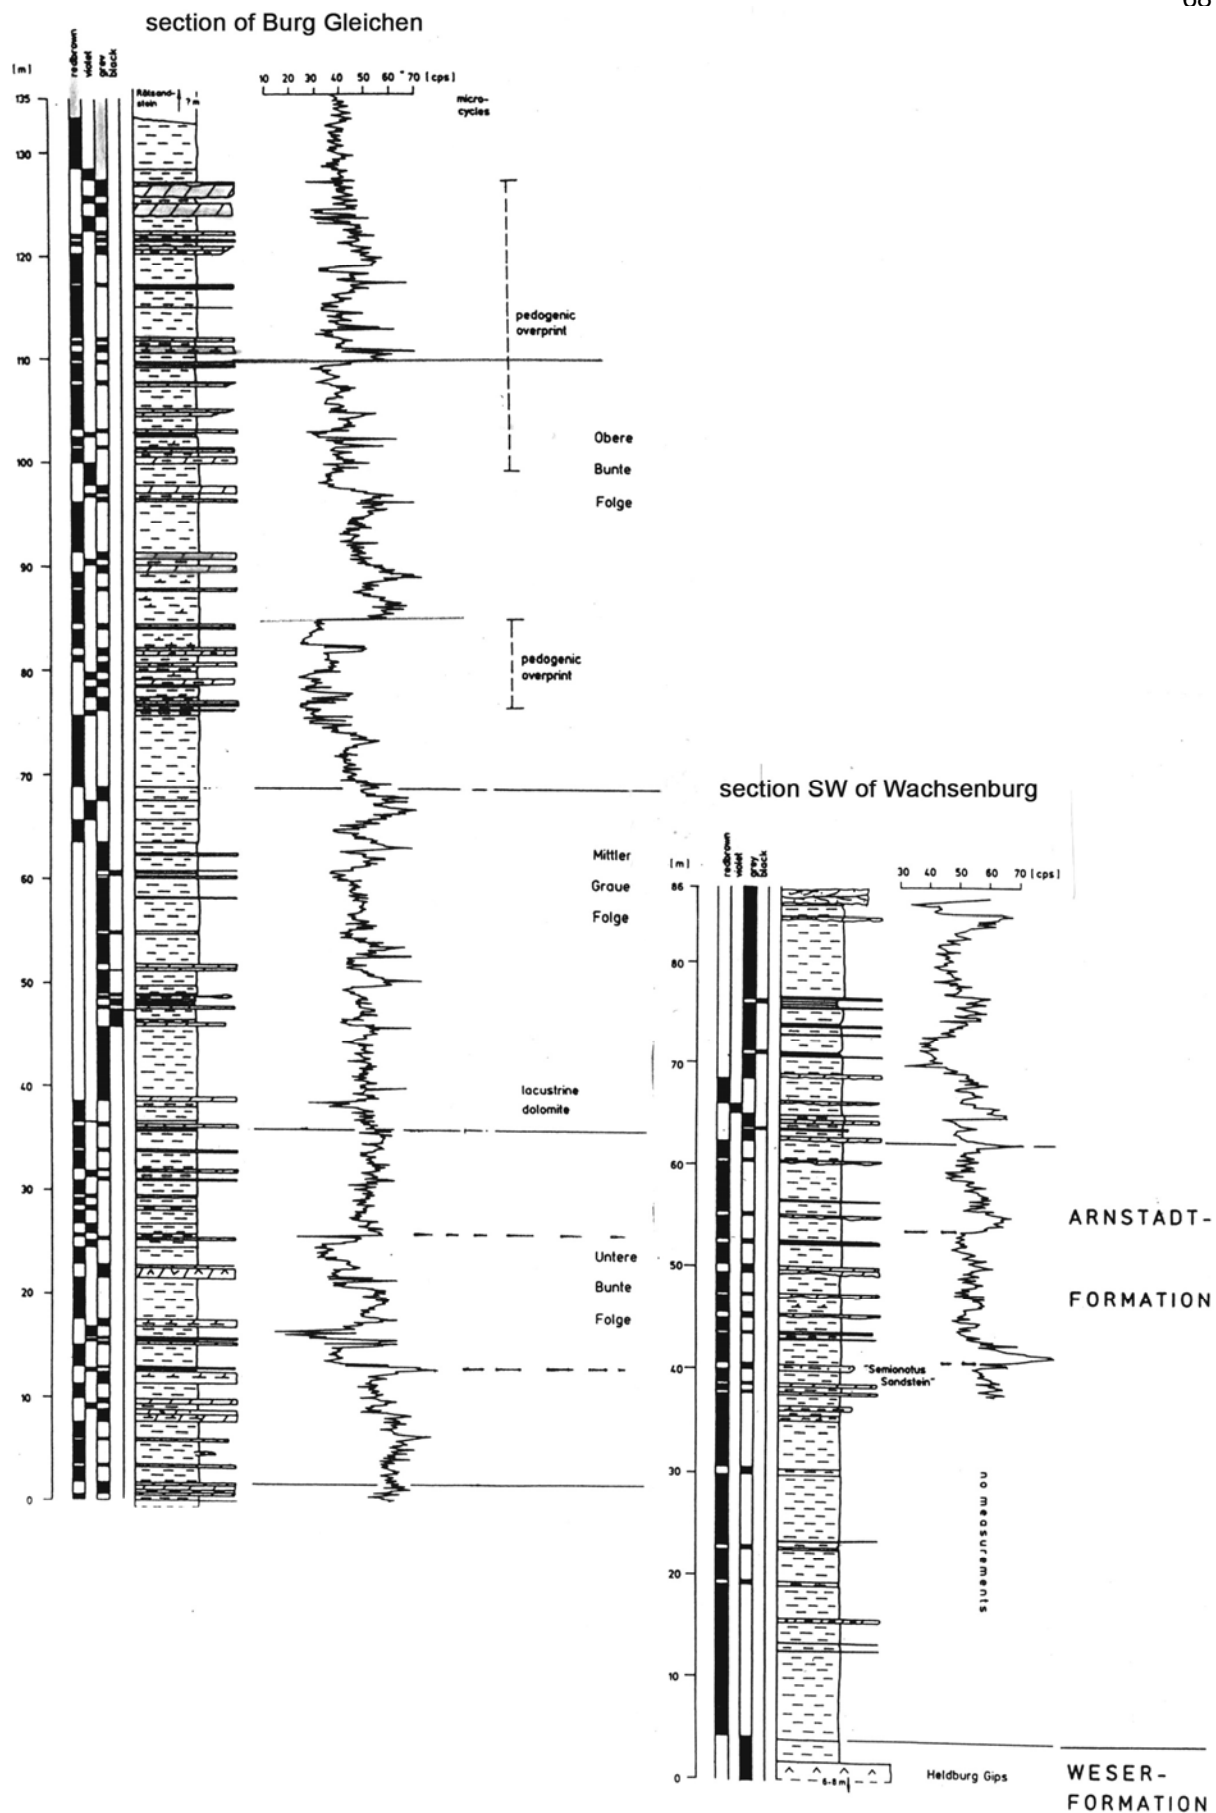 section of Burg Gleichen
redbrown
violet
grey
black
[m]
10 20 30 40 50 60 70 [cps]
Rätsand-
stein
? m
micro-
cycles
135
130
120
110
100
90
80
70
60
50
40
30
20
10
0
pedogenic
overprint
Obere
Bunte
Folge
pedogenic
overprint
Mittler
Graue
Folge
lacustrine
dolomite
Untere
Bunte
Folge
section SW of Wachsenburg
redbrown
violet
grey
black
[m]
30 40 50 60 70 [cps]
86
80
70
60
50
40
30
20
10
0
"Semionotus
Sandstein"
no measurements
6-8m
Heldburg Gips
ARNSTADT-
FORMATION
WESER-
FORMATION